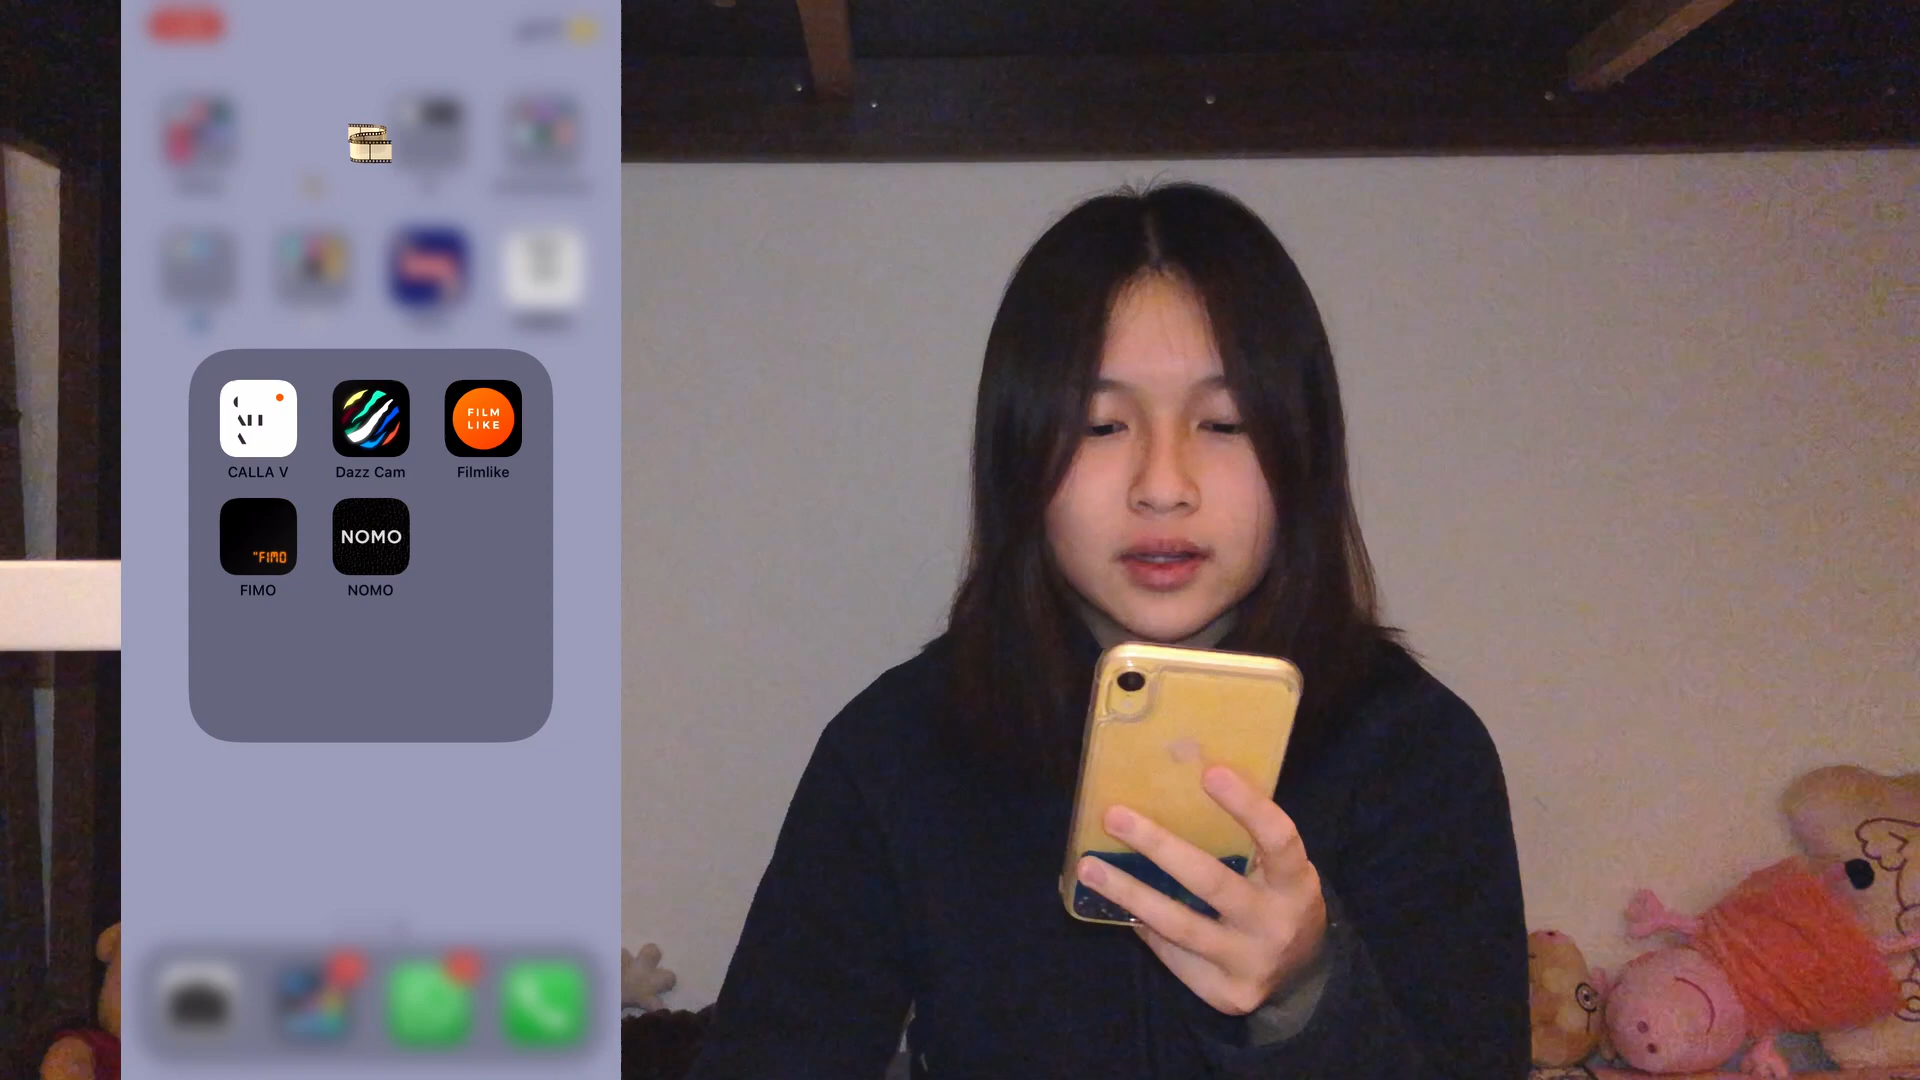 CALLA V
Dazz Cam
FILM
LIKE
Filmlike
"FIMO
FIMO
NOMO
NOMO